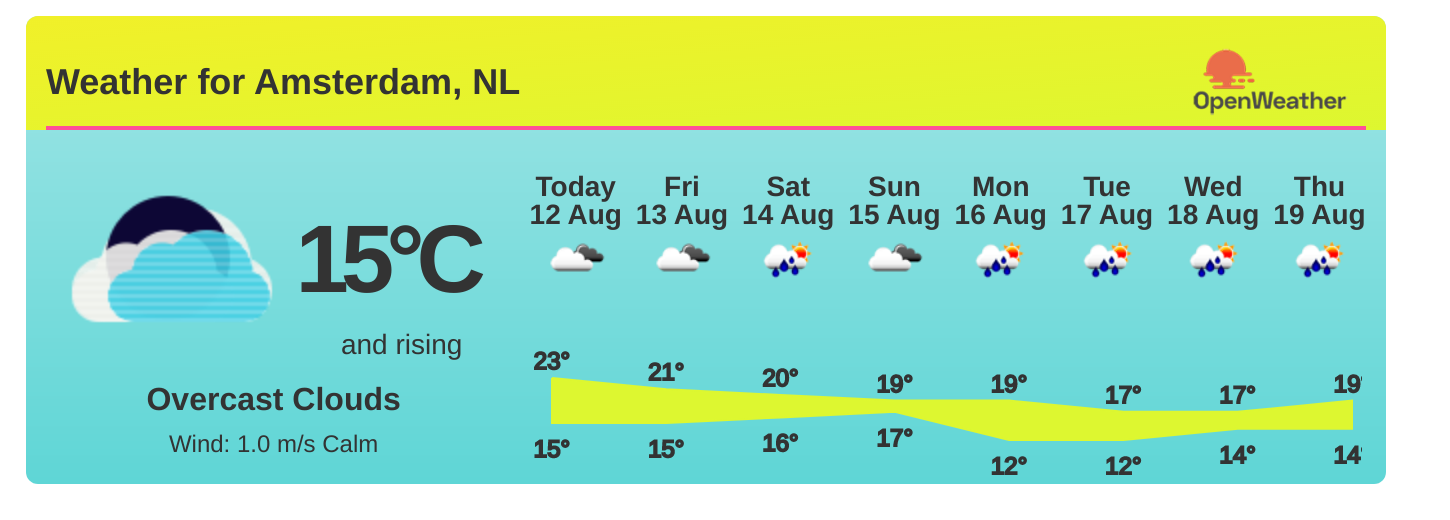 Weather for Amsterdam, NL
OpenWeather
15°C
and rising
Overcast Clouds
Wind: 1.0 m/s Calm
Today Fri Sat Sun Mon Tue Wed Thu
12 Aug 13 Aug 14 Aug 15 Aug 16 Aug 17 Aug 18 Aug 19 Aug
23° 21° 20° 19° 19° 17° 17° 19°
15° 15° 16° 17° 12° 12° 14° 14°